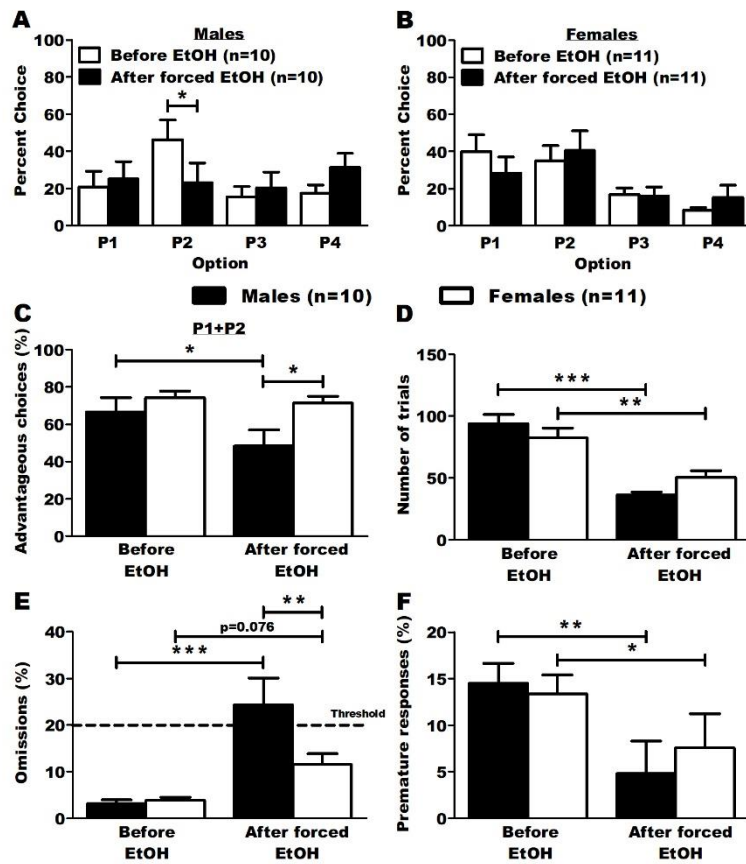 A
Males
Before EtOH (n=10)
After forced EtOH (n=10)
*
Percent Choice
100
80
60
40
20
0
P1 P2 P3 P4
Option
B
Females
Before EtOH (n=11)
After forced EtOH (n=11)
Percent Choice
100
80
60
40
20
0
P1 P2 P3 P4
Option
Males (n=10) Females (n=11)
C
P1+P2
Advantageous choices (%)
100
80
60
40
20
0
*
*
Before
EtOH
After forced
EtOH
D
Number of trials
150
100
50
0
***
**
Before
EtOH
After forced
EtOH
E
Omissions (%)
40
30
20
10
0
**
p=0.076
***
Threshold
Before
EtOH
After forced
EtOH
F
Premature responses (%)
20
15
10
5
0
**
*
Before
EtOH
After forced
EtOH